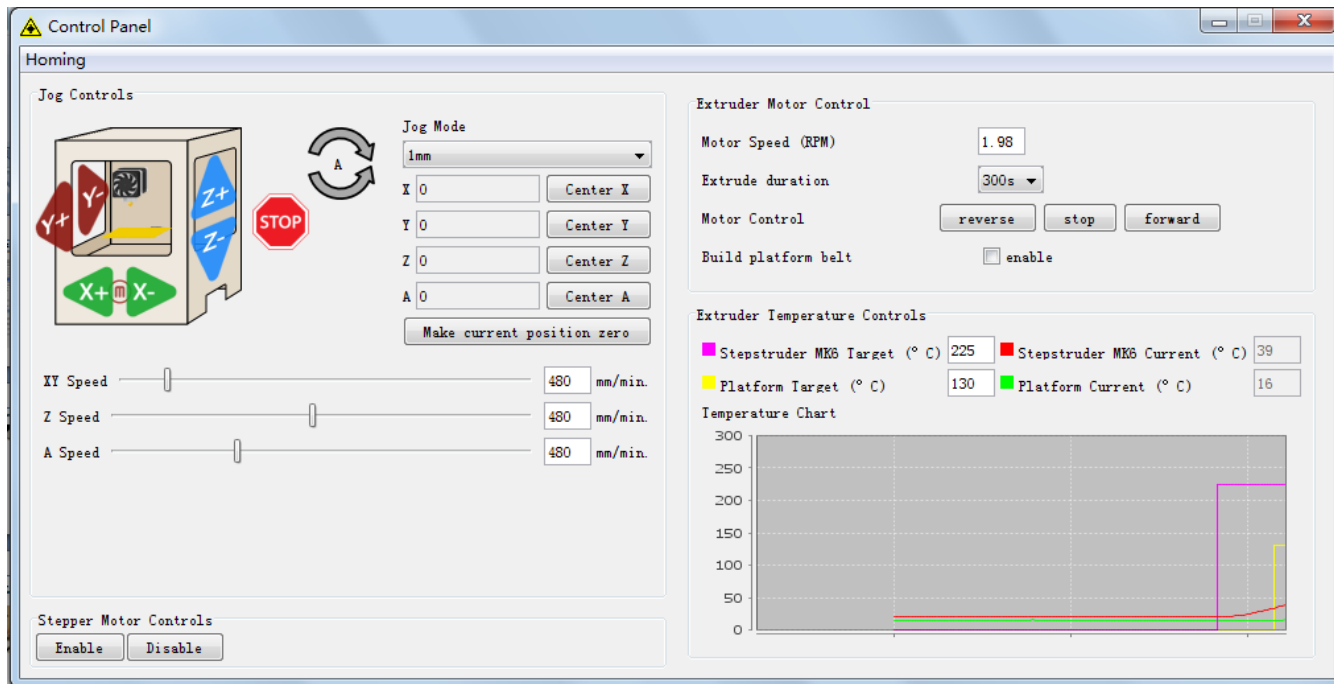 Control Panel
Homing
Jog Controls
Y+ Y-
Z+
Z-
X+ m X-
STOP
A
Jog Mode
1mm
X 0 Center X
Y 0 Center Y
Z 0 Center Z
A 0 Center A
Make current position zero
XY Speed 480 mm/min.
Z Speed 480 mm/min.
A Speed 480 mm/min.
Stepper Motor Controls
Enable Disable
Extruder Motor Control
Motor Speed (RPM) 1.98
Extrude duration 300s
Motor Control reverse stop forward
Build platform belt enable
Extruder Temperature Controls
Stepstruder MK6 Target (° C) 225 Stepstruder MK6 Current (° C) 39
Platform Target (° C) 130 Platform Current (° C) 16
Temperature Chart
300
250
200
150
100
50
0